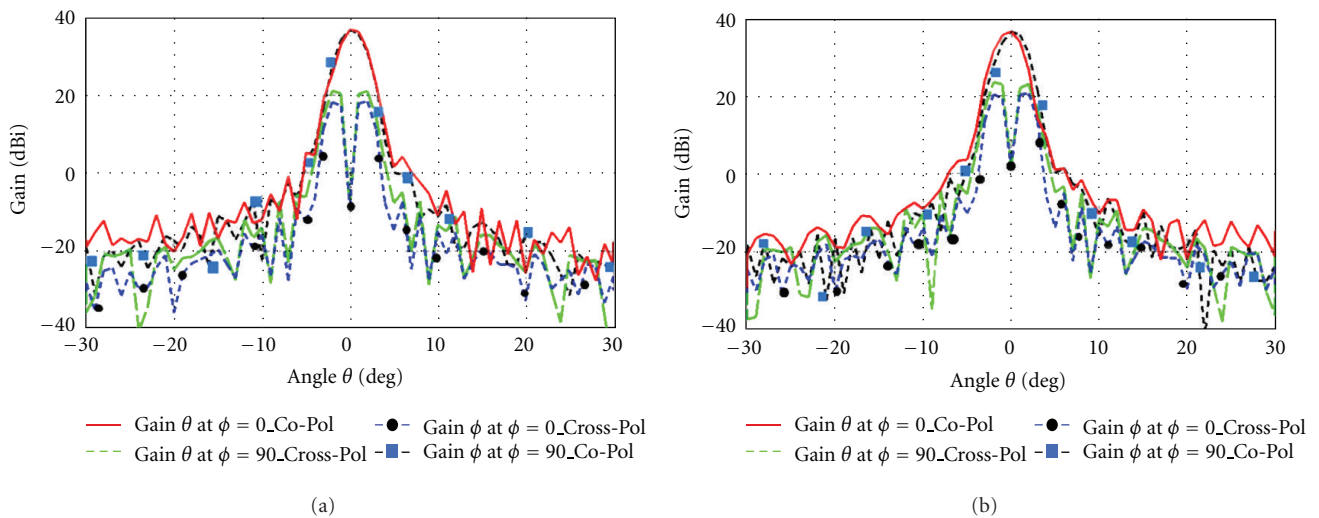 40
20
0
−20
−40
Gain (dBi)
−30 −20 −10 0 10 20 30
Angle θ (deg)
Gain θ at ϕ = 0_Co-Pol
Gain θ at ϕ = 90_Cross-Pol
Gain ϕ at ϕ = 0_Cross-Pol
Gain ϕ at ϕ = 90_Co-Pol
(a)
40
20
0
−20
−40
Gain (dBi)
−30 −20 −10 0 10 20 30
Angle θ (deg)
Gain θ at ϕ = 0_Co-Pol
Gain θ at ϕ = 90_Cross-Pol
Gain ϕ at ϕ = 0_Cross-Pol
Gain ϕ at ϕ = 90_Co-Pol
(b)